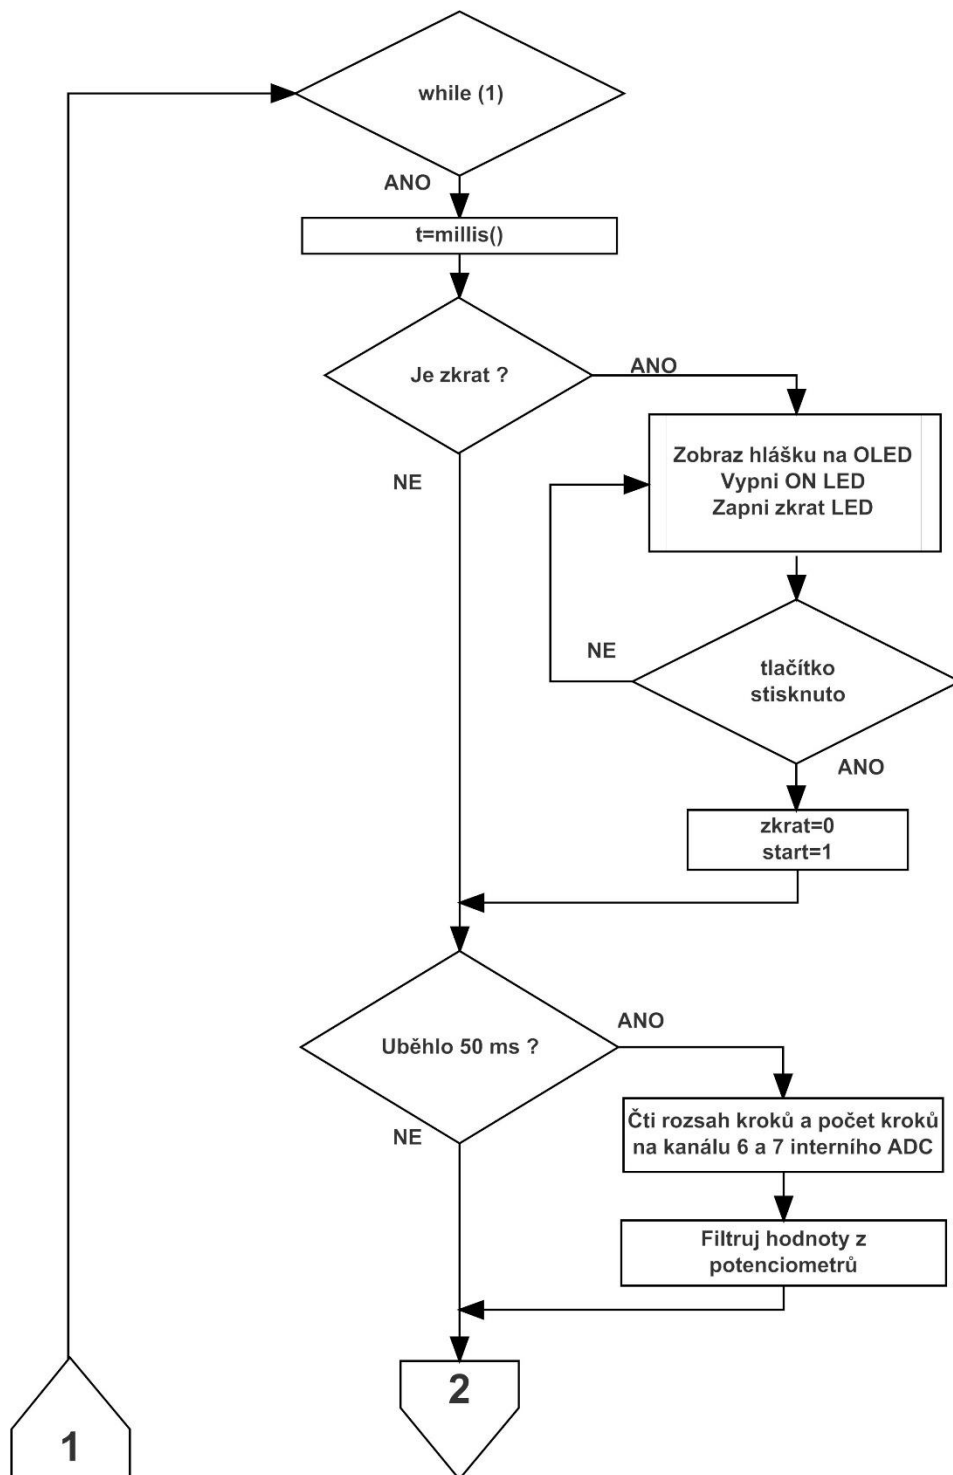 while (1)
ANO
t=millis()
Je zkrat ?
ANO
NE
Zobraz hlášku na OLED
Vypni ON LED
Zapni zkrat LED
NE
tlačítko
stisknuto
ANO
zkrat=0
start=1
Uběhlo 50 ms ?
ANO
NE
Čti rozsah kroků a počet kroků
na kanálu 6 a 7 interního ADC
Filtruj hodnoty z
potenciometrů
2
1